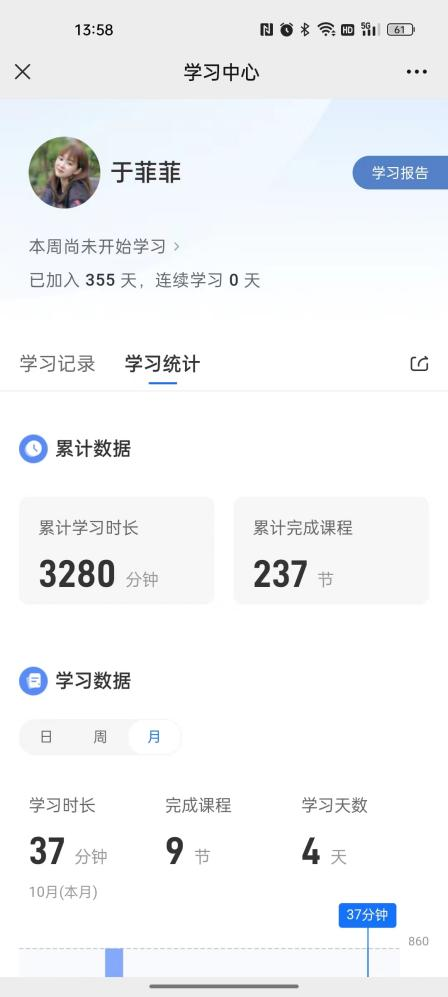 13:58
HD 5G 61
学习中心
于菲菲
学习报告
本周尚未开始学习
已加入 355 天，连续学习 0 天
学习记录 学习统计
累计数据
累计学习时长 累计完成课程
3280 分钟 237 节
学习数据
日 周 月
学习时长 完成课程 学习天数
37 分钟 9 节 4 天
10月(本月)
37分钟
860